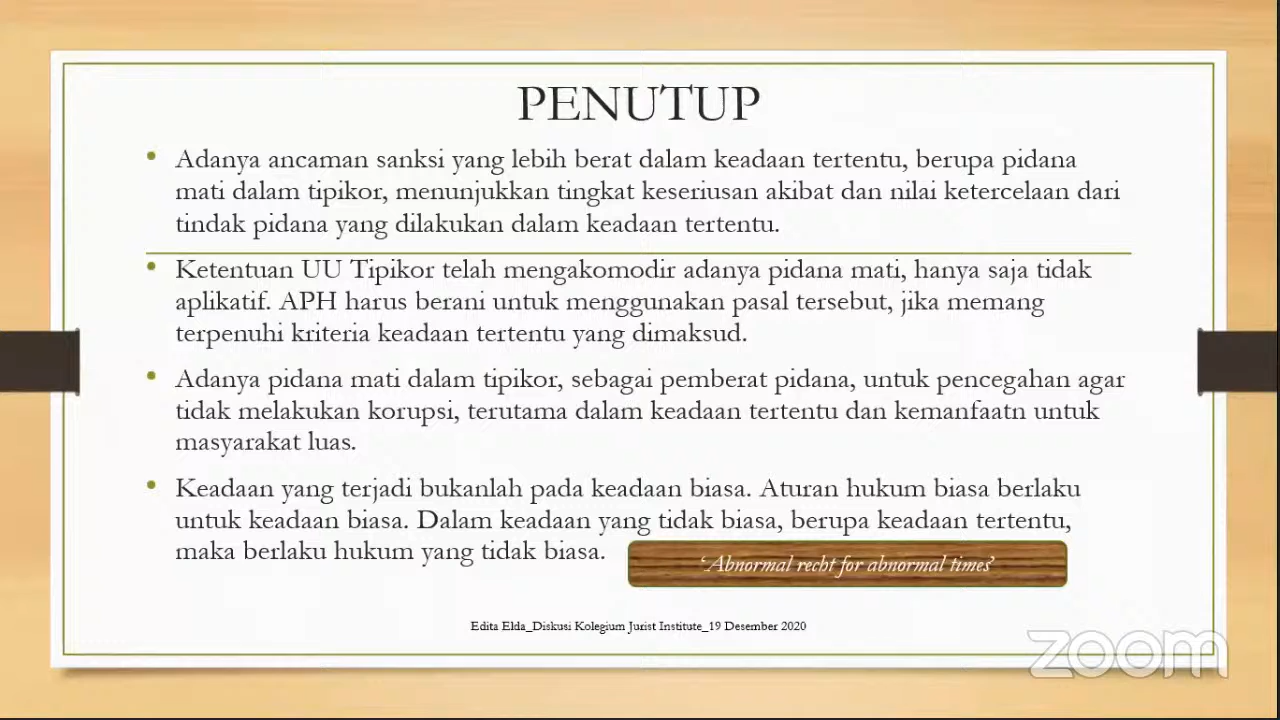 PENUTUP
• Adanya ancaman sanksi yang lebih berat dalam keadaan tertentu, berupa pidana
mati dalam tipikor, menunjukkan tingkat keseriusan akibat dan nilai ketercelaan dari
tindak pidana yang dilakukan dalam keadaan tertentu.
• Ketentuan UU Tipikor telah mengakomodir adanya pidana mati, hanya saja tidak
aplikatif. APH harus berani untuk menggunakan pasal tersebut, jika memang
terpenuhi kriteria keadaan tertentu yang dimaksud.
• Adanya pidana mati dalam tipikor, sebagai pemberat pidana, untuk pencegahan agar
tidak melakukan korupsi, terutama dalam keadaan tertentu dan kemanfaatn untuk
masyarakat luas.
• Keadaan yang terjadi bukanlah pada keadaan biasa. Aturan hukum biasa berlaku
untuk keadaan biasa. Dalam keadaan yang tidak biasa, berupa keadaan tertentu,
maka berlaku hukum yang tidak biasa.
‘Abnormal recht for abnormal times’
Edita Elda_Diskusi Kolegium Jurist Institute_19 Desember 2020
zoom